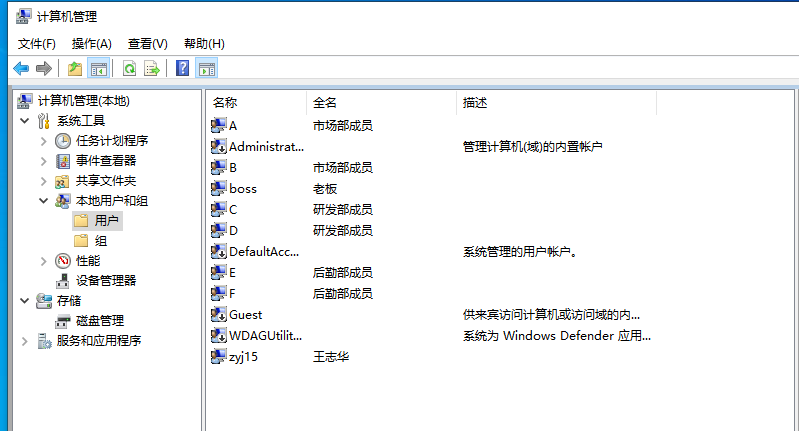 计算机管理
文件(F) 操作(A) 查看(V) 帮助(H)
计算机管理(本地)
系统工具
任务计划程序
事件查看器
共享文件夹
本地用户和组
用户
组
性能
设备管理器
存储
磁盘管理
服务和应用程序
名称 全名 描述
A 市场部成员
Administrat... 管理计算机(域)的内置帐户
B 市场部成员
boss 老板
C 研发部成员
D 研发部成员
DefaultAcc... 系统管理的用户帐户。
E 后勤部成员
F 后勤部成员
Guest 供来宾访问计算机或访问域的内...
WDAGUtilit... 系统为 Windows Defender 应用...
zyj15 王志华